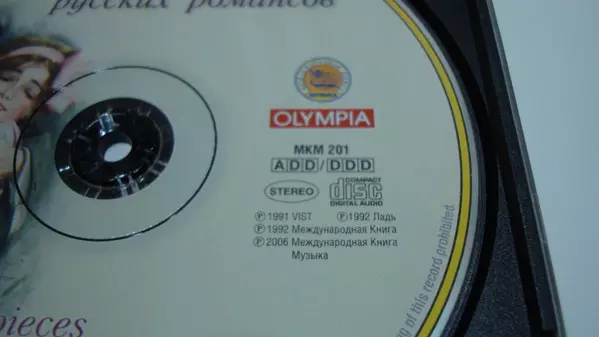 русских романсов
OLYMPIA
MKM 201
ADD/DDD
STEREO
COMPACT
disc
DIGITAL AUDIO
℗ 1991 VIST ℗ 1992 Ладь
℗ 1992 Международная Книга
℗ 2006 Международная Книга
Музыка
pieces
of this record prohibited.